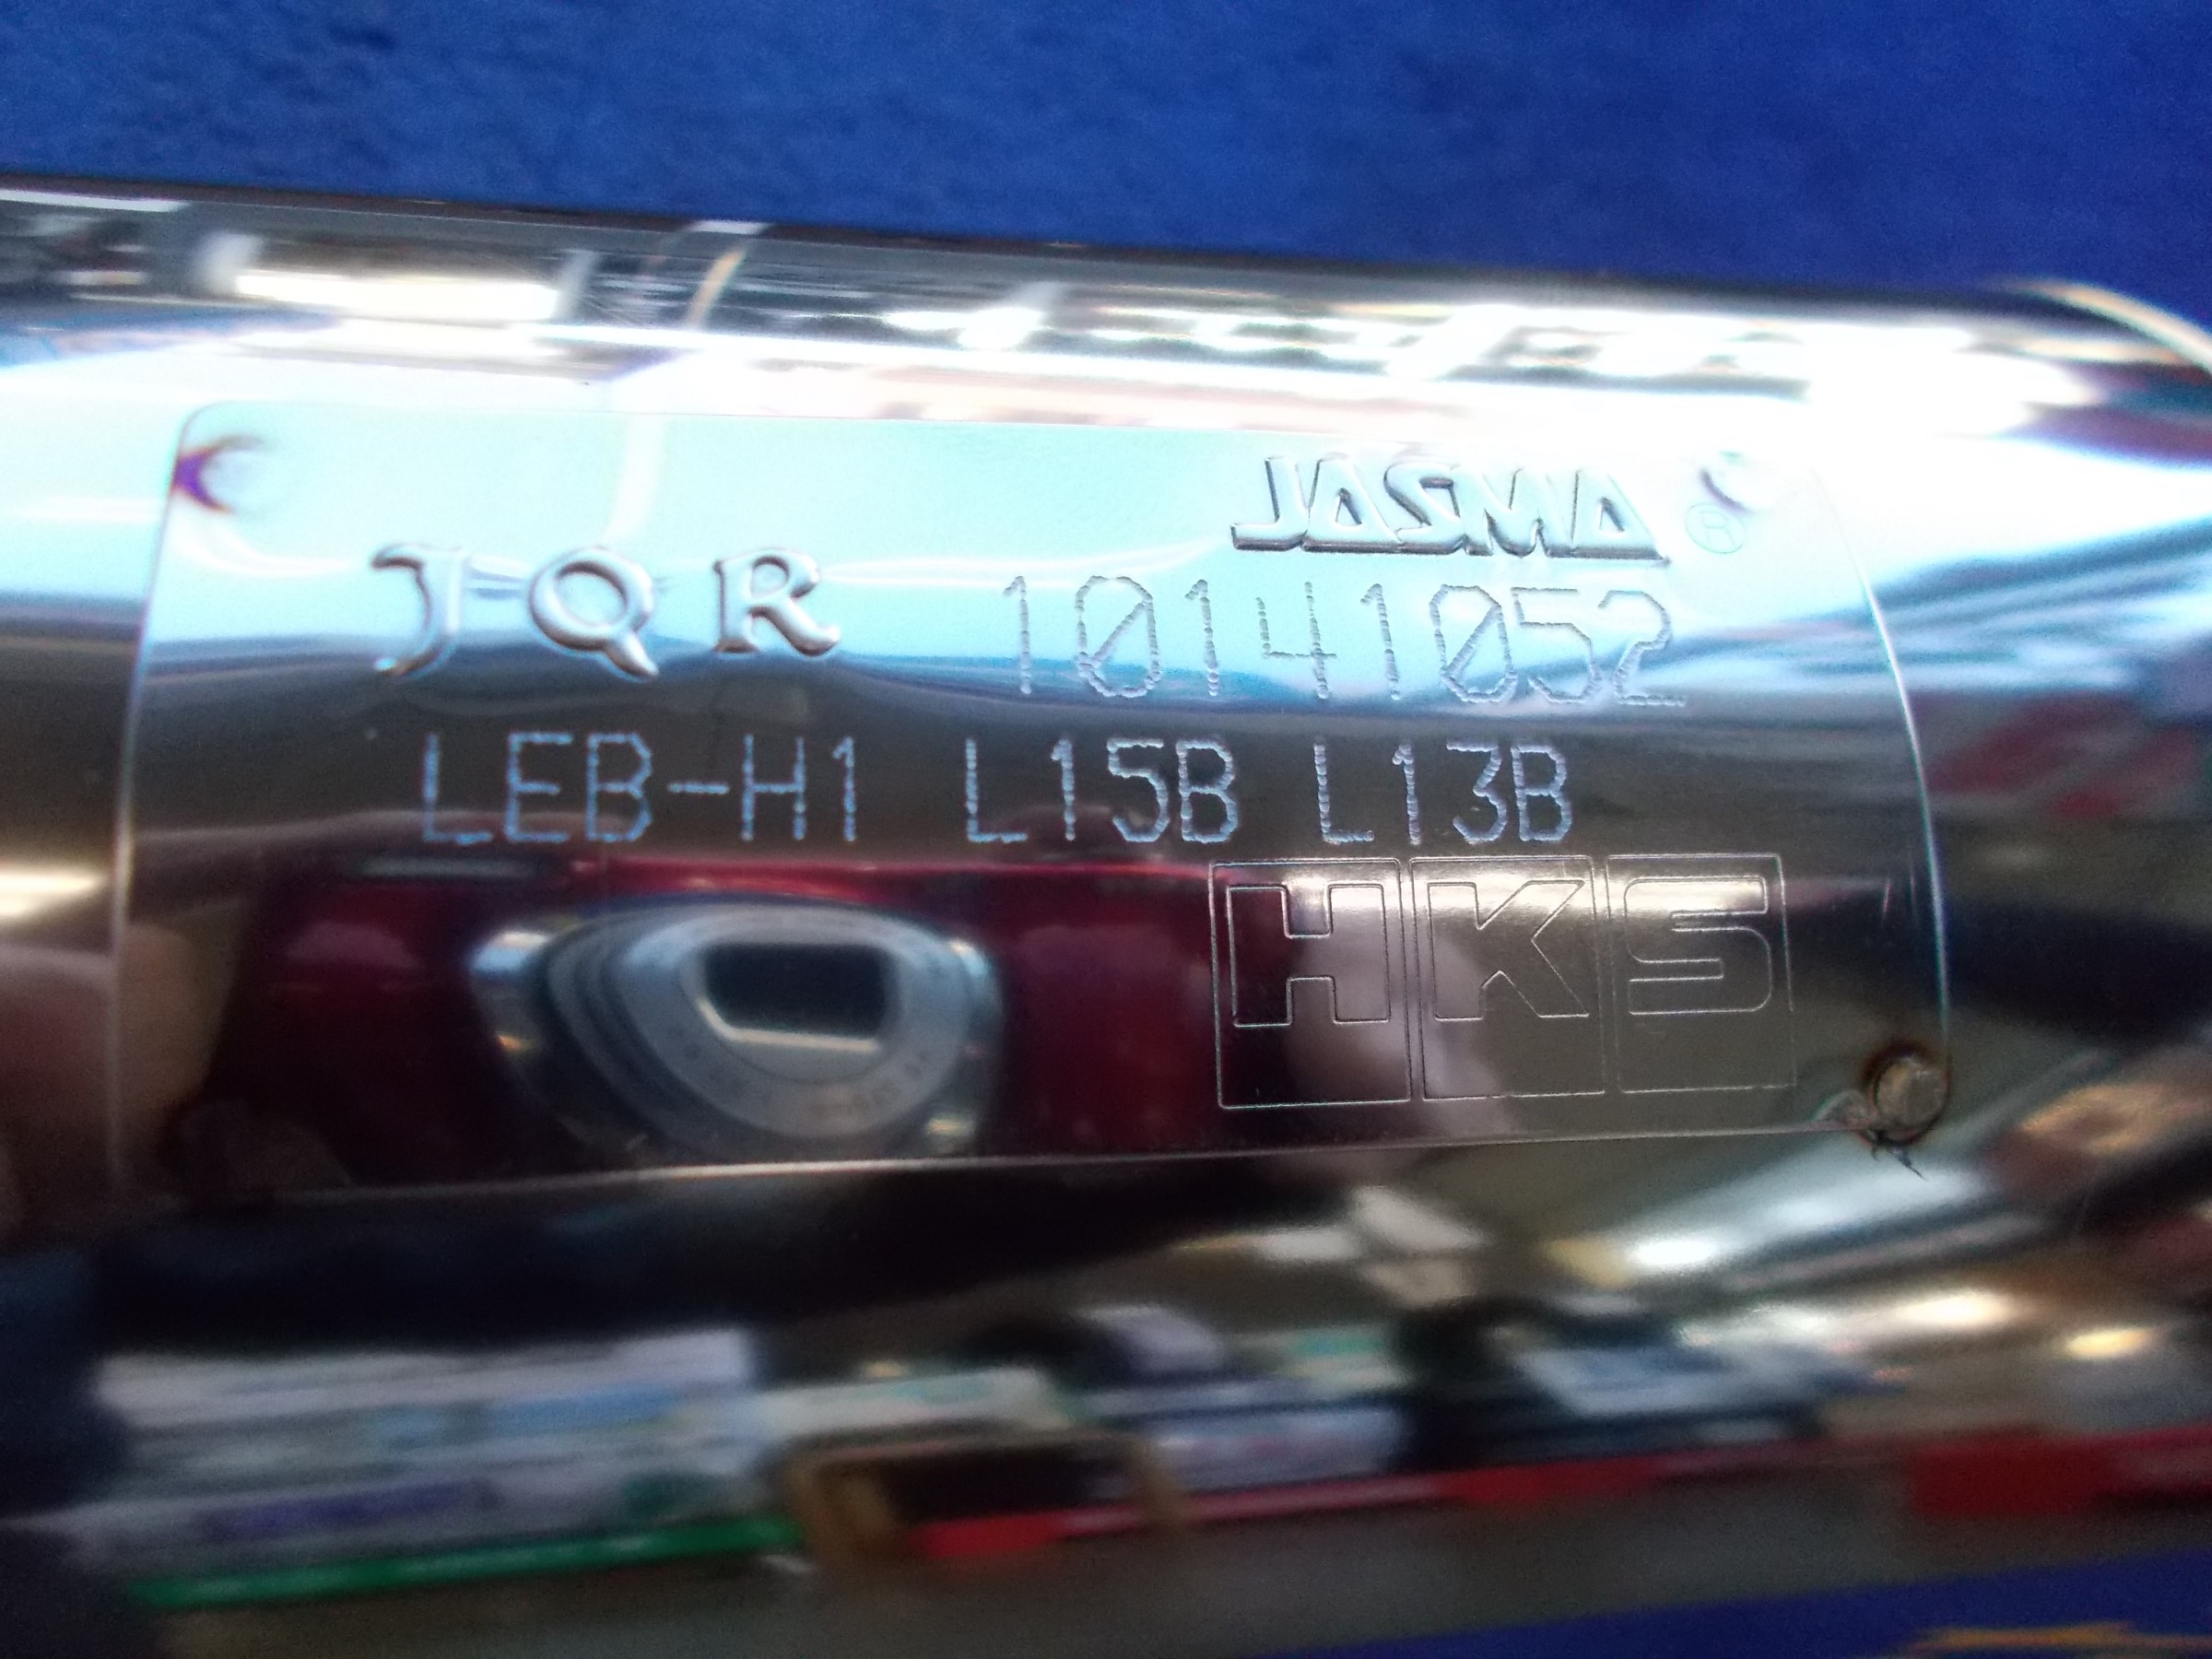 JASMA ®
JQR 10141052
LEB-H1 L15B L13B
HKS